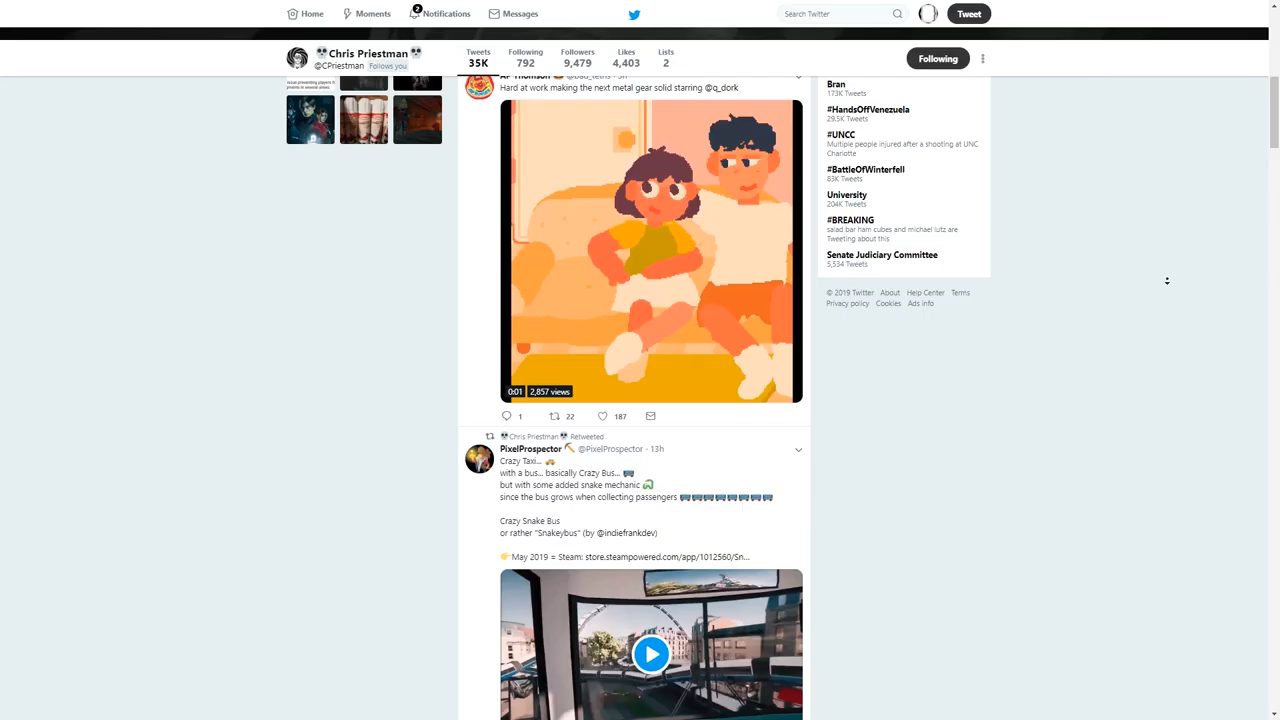 Home
Moments
2
Notifications
Messages
Search Twitter
Tweet
Chris Priestman
@CPriestman Follows you
Tweets
35K
Following
792
Followers
9,479
Likes
4,403
Lists
2
Following
AP Thomson
Hard at work making the next metal gear solid starring @q_dork
0:01 2,857 views
1 22 187
Chris Priestman Retweeted
PixelProspector @PixelProspector · 13h
Crazy Taxi...
with a bus... basically Crazy Bus...
but with some added snake mechanic
since the bus grows when collecting passengers
Crazy Snake Bus
or rather "Snakeybus" (by @indiefrankdev)
May 2019 = Steam: store.steampowered.com/app/1012560/Sn...
Bran
173K Tweets
#HandsOffVenezuela
29.5K Tweets
#UNCC
Multiple people injured after a shooting at UNC
Charlotte
#BattleOfWinterfell
83K Tweets
University
204K Tweets
#BREAKING
salad bar ham cubes and michael lutz are
Tweeting about this
Senate Judiciary Committee
5,534 Tweets
© 2019 Twitter About Help Center Terms
Privacy policy Cookies Ads info